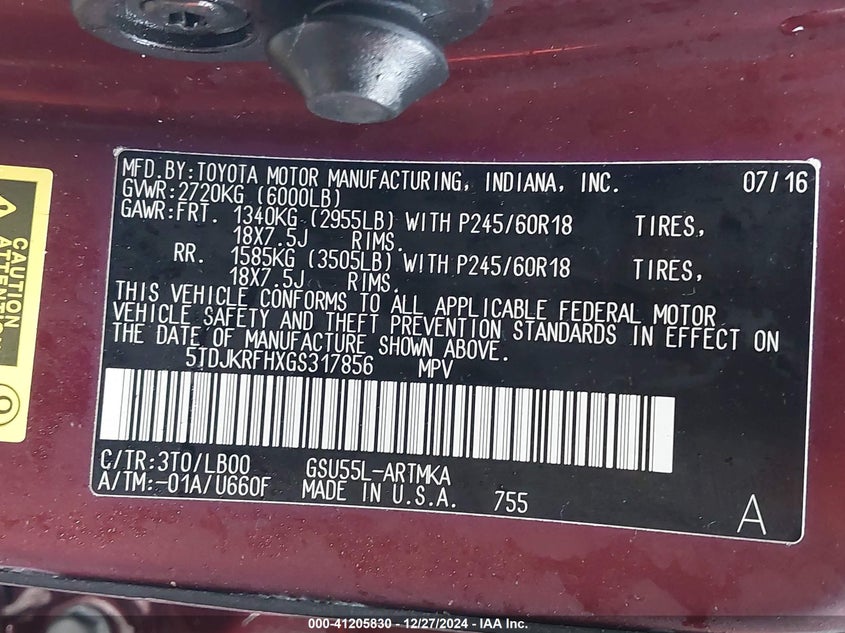 MFD.BY:TOYOTA MOTOR MANUFACTURING, INDIANA, INC. 07/16
GVWR:2720KG (6000LB)
GAWR:FRT. 1340KG (2955LB) WITH P245/60R18 TIRES,
18X7.5J RIMS.
RR. 1585KG (3505LB) WITH P245/60R18 TIRES,
18X7.5J RIMS.
THIS VEHICLE CONFORMS TO ALL APPLICABLE FEDERAL MOTOR
VEHICLE SAFETY AND THEFT PREVENTION STANDARDS IN EFFECT ON
THE DATE OF MANUFACTURE SHOWN ABOVE.
5TDJKRFHXGS317856 MPV
C/TR:3T0/LB00 GSU55L-ARTMKA
A/TM:-01A/U660F MADE IN U.S.A. 755
A
CAUTION
ATTENTION
000-41205830 - 12/27/2024 - IAA Inc.